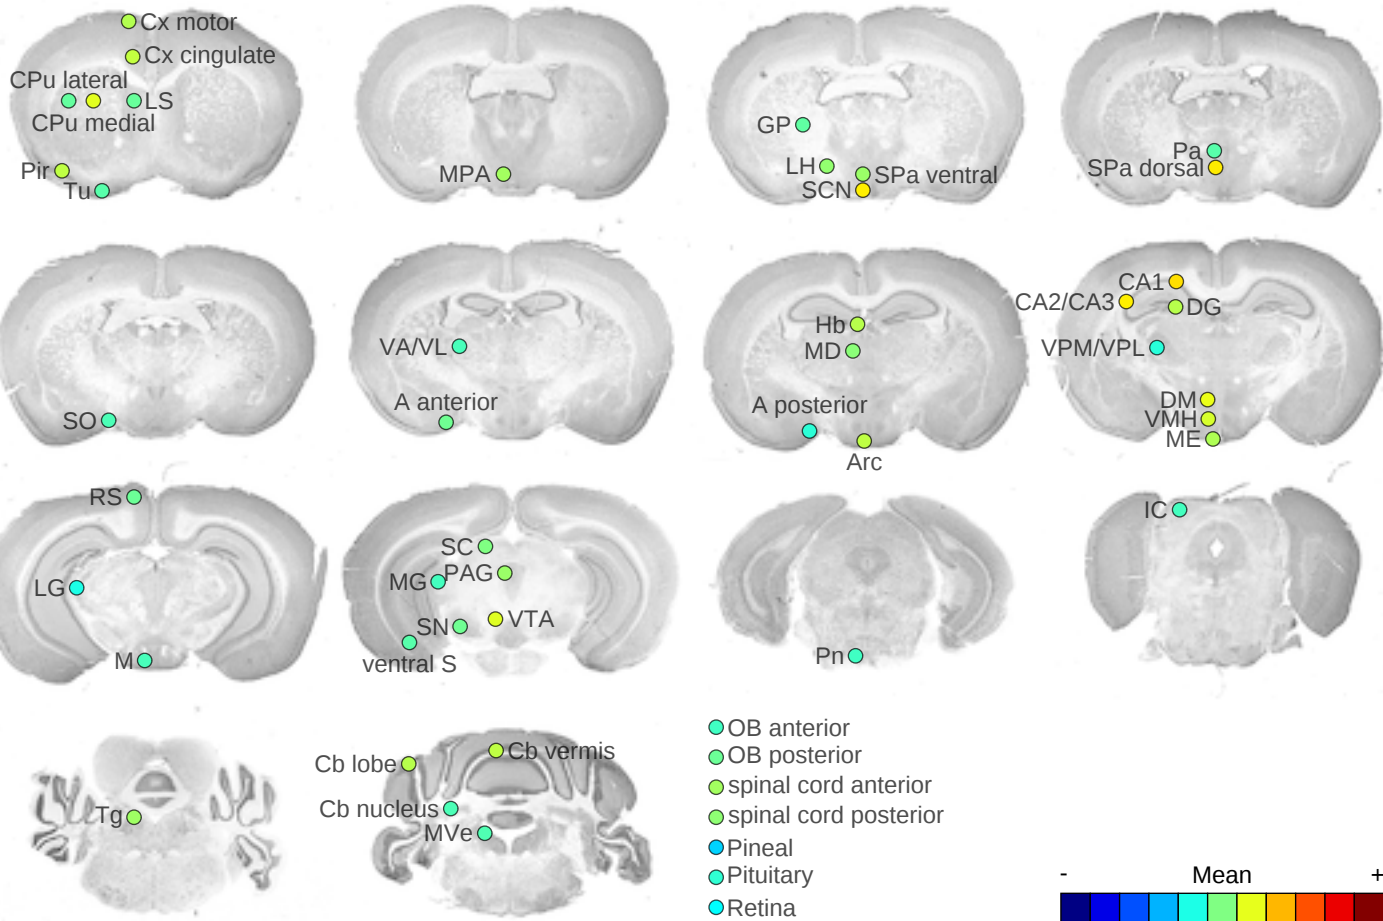 Cx motor
Cx cingulate
CPu lateral
LS
CPu medial
Pir
Tu
MPA
GP
LH
SPa ventral
SCN
Pa
SPa dorsal
SO
VA/VL
A anterior
Hb
MD
A posterior
Arc
CA1
CA2/CA3
DG
VPM/VPL
DM
VMH
ME
RS
LG
M
SC
PAG
MG
VTA
SN
ventral S
Pn
IC
Tg
Cb lobe
Cb vermis
Cb nucleus
MVe
OB anterior
OB posterior
spinal cord anterior
spinal cord posterior
Pineal
Pituitary
Retina
- Mean +